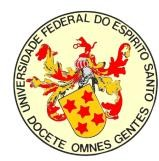 UNIVERSIDADE FEDERAL DO ESPÍRITO SANTO
DOCETE OMNES GENTES